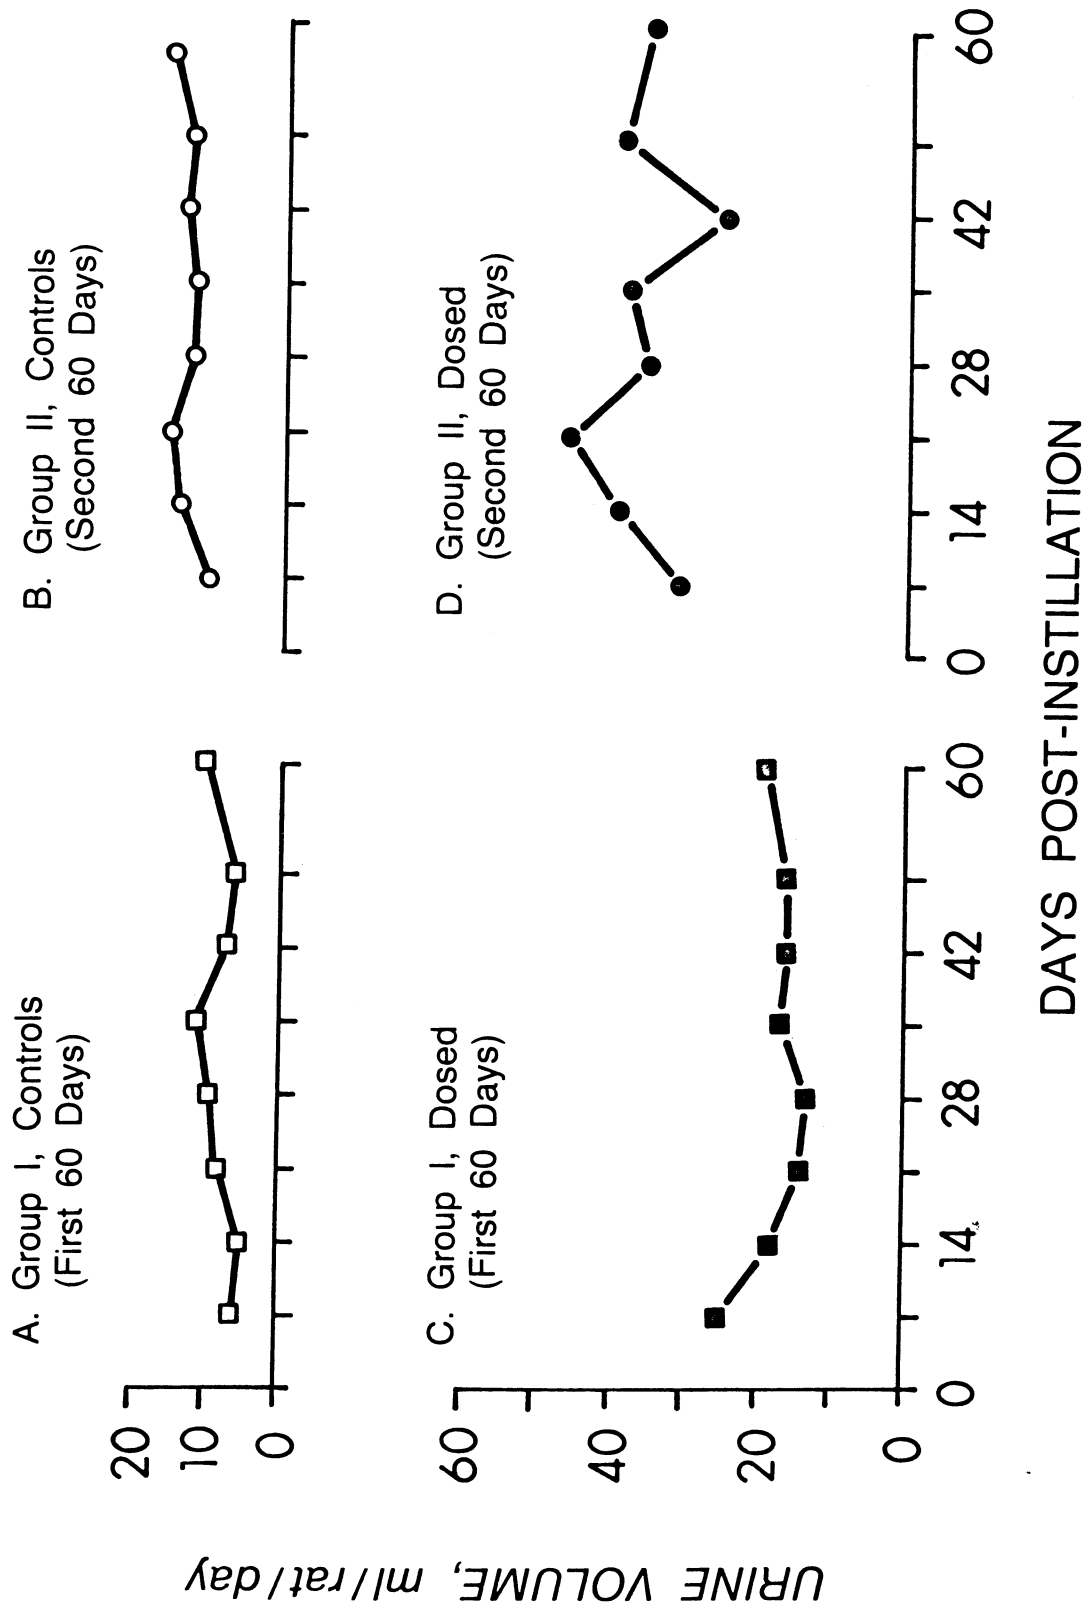 A. Group I, Controls
(First 60 Days)
B. Group II, Controls
(Second 60 Days)
20
10
0
C. Group I, Dosed
(First 60 Days)
D. Group II, Dosed
(Second 60 Days)
60
40
20
0
0 14 28 42 60
0 14 28 42 60
URINE VOLUME, ml/rat/day
DAYS POST-INSTILLATION